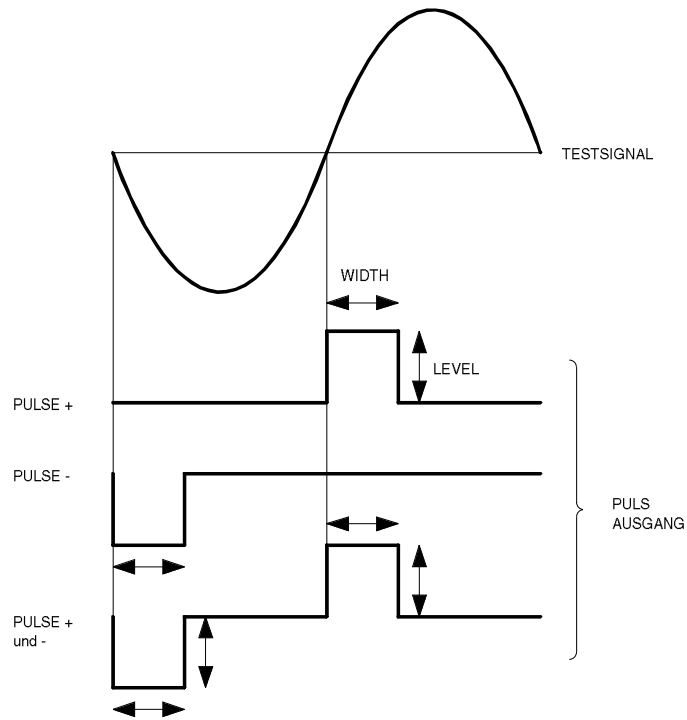 TESTSIGNAL
WIDTH
LEVEL
PULSE +
PULSE -
PULS
AUSGANG
PULSE +
und -